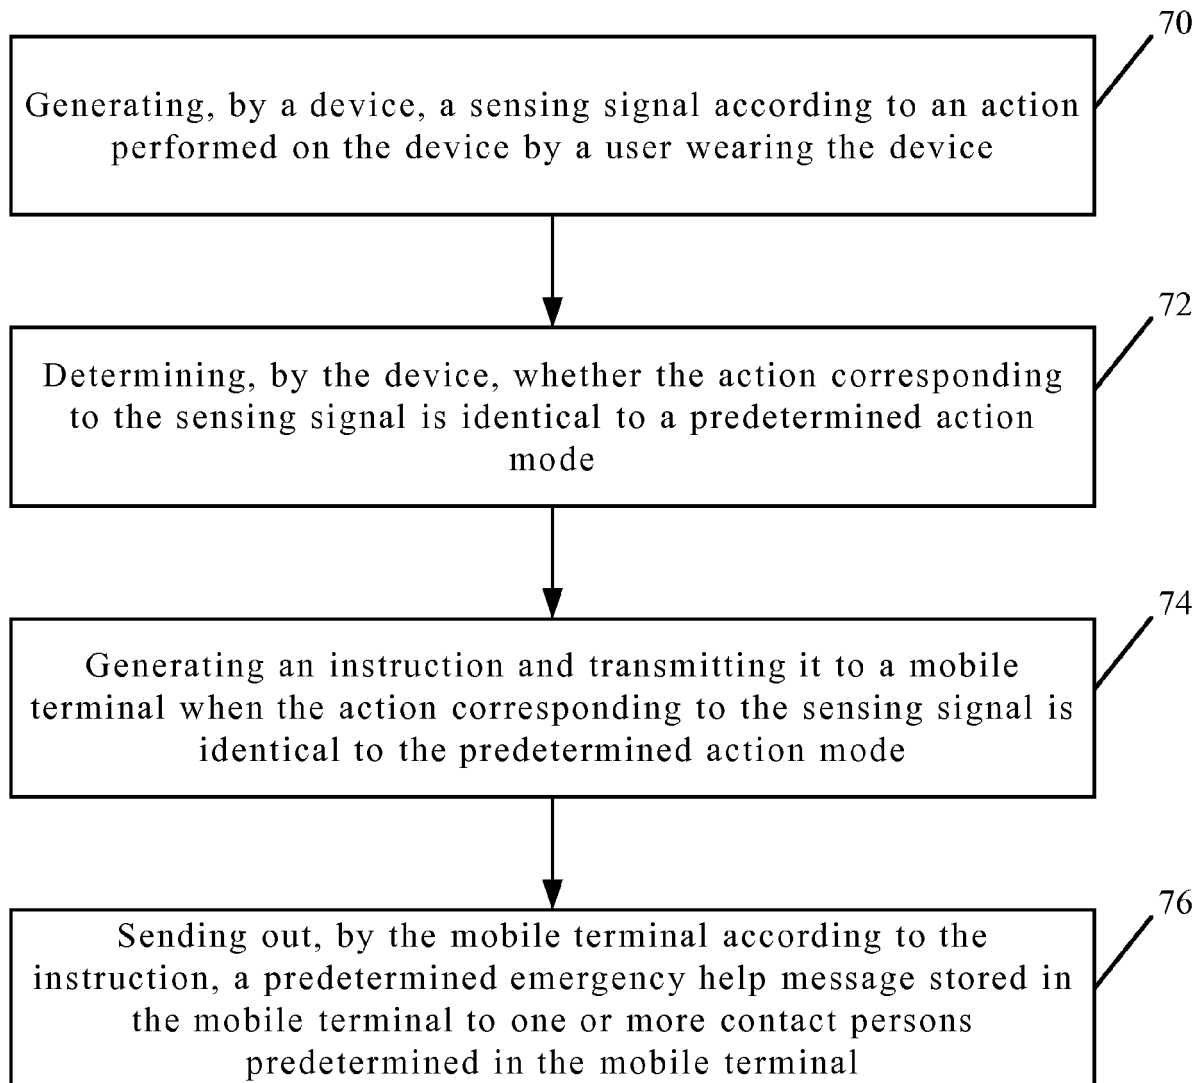 70
Generating, by a device, a sensing signal according to an action
performed on the device by a user wearing the device
72
Determining, by the device, whether the action corresponding
to the sensing signal is identical to a predetermined action
mode
74
Generating an instruction and transmitting it to a mobile
terminal when the action corresponding to the sensing signal is
identical to the predetermined action mode
76
Sending out, by the mobile terminal according to the
instruction, a predetermined emergency help message stored in
the mobile terminal to one or more contact persons
predetermined in the mobile terminal